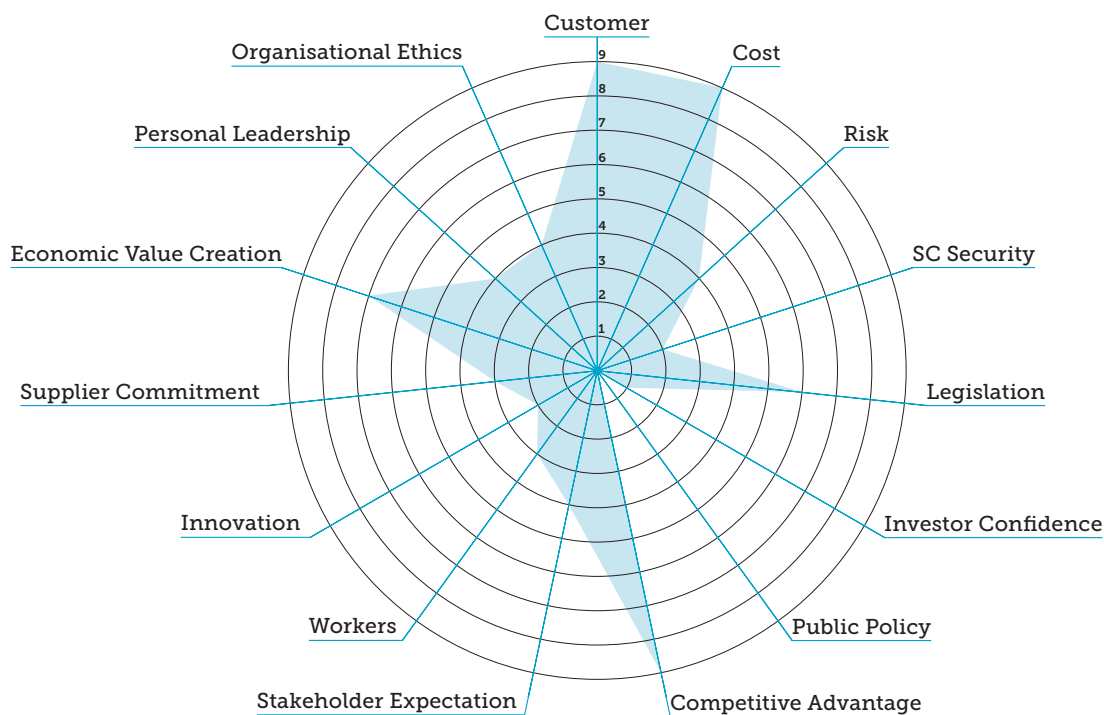 Customer
Organisational Ethics
Cost
9
8
Personal Leadership
7
Risk
6
5
4
Economic Value Creation
3
SC Security
2
1
Supplier Commitment
Legislation
Innovation
Investor Confidence
Workers
Public Policy
Stakeholder Expectation
Competitive Advantage